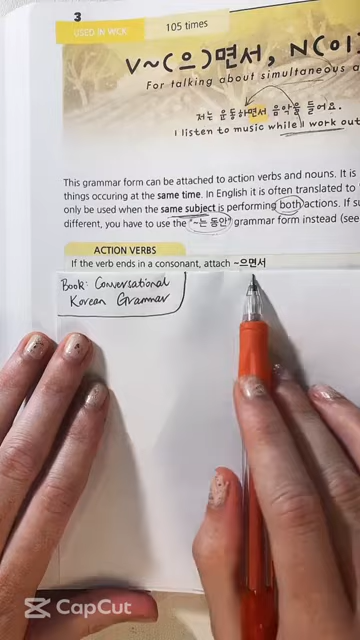 3
USED IN WCK
105 times
V~(으)면서, N(이)
For talking about simultaneous a
저는 운동하면서 음악을 들어요.
I listen to music while I work out
This grammar form can be attached to action verbs and nouns. It is
things occuring at the same time. In English it is often translated to
only be used when the same subject is performing both actions. If su
different, you have to use the "~는 동안" grammar form instead (see
ACTION VERBS
If the verb ends in a consonant, attach -으면서
Book: Conversational
Korean Grammar
CapCut